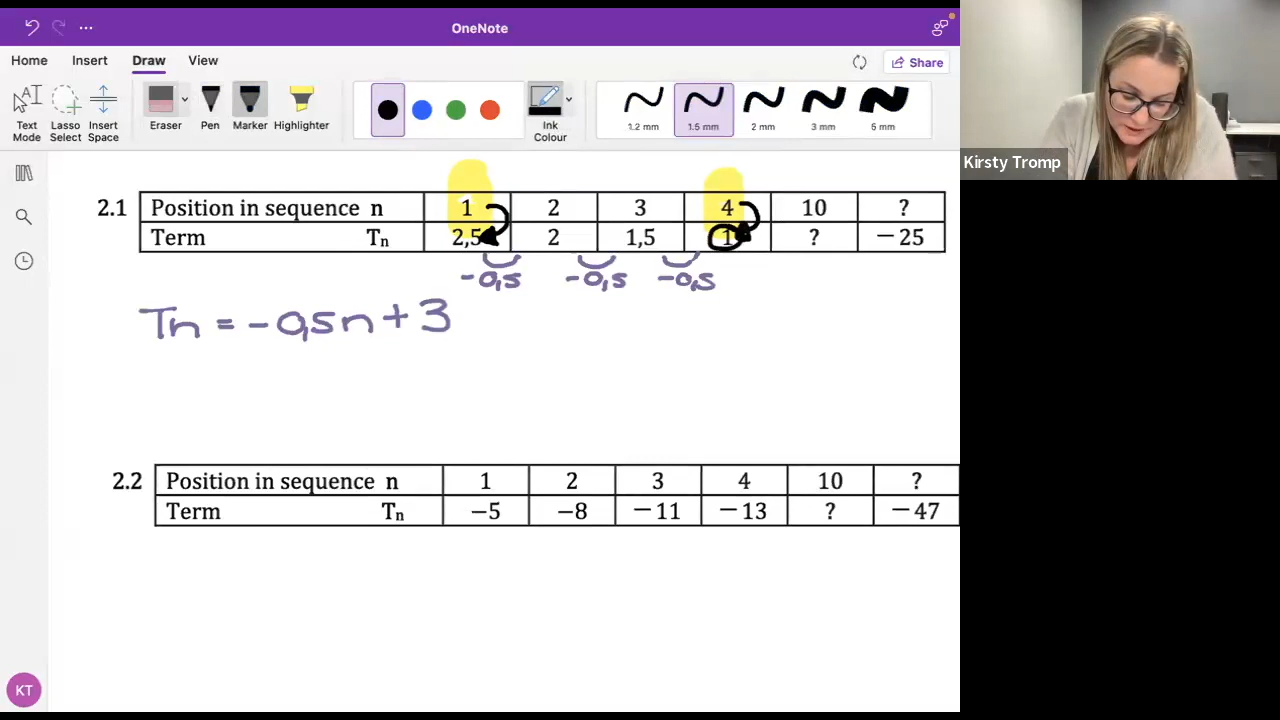 OneNote
Home Insert Draw View Share
Text Mode Lasso Select Insert Space Eraser Pen Marker Highlighter Ink Colour 1.2 mm 1.5 mm 2 mm 3 mm 5 mm
Kirsty Tromp
2.1 Position in sequence n 1 2 3 4 10 ?
Term Tn 2,5 2 1,5 1 ? −25
-0,5 -0,5 -0,5
Tn = -0,5n + 3
2.2 Position in sequence n 1 2 3 4 10 ?
Term Tn −5 −8 −11 −13 ? −47
KT